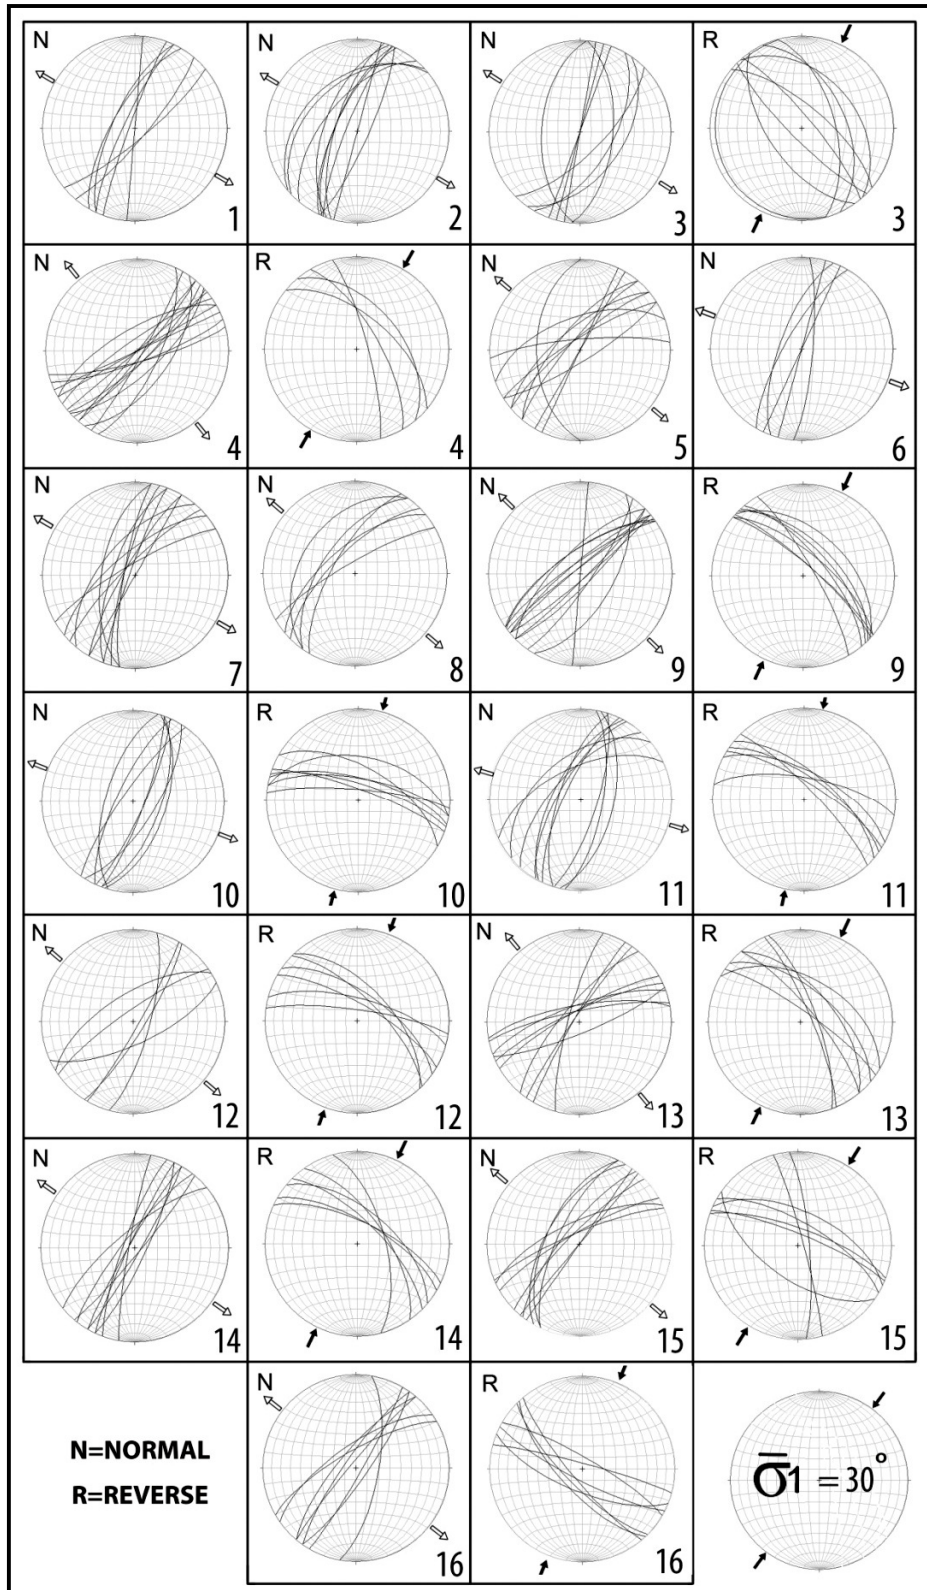 N 1
N 2
N 3
R 3
N 4
R 4
N 5
N 6
N 7
N 8
N 9
R 9
N 10
R 10
N 11
R 11
N 12
R 12
N 13
R 13
N 14
R 14
N 15
R 15
N=NORMAL
R=REVERSE
N 16
R 16
σ̅1 = 30°